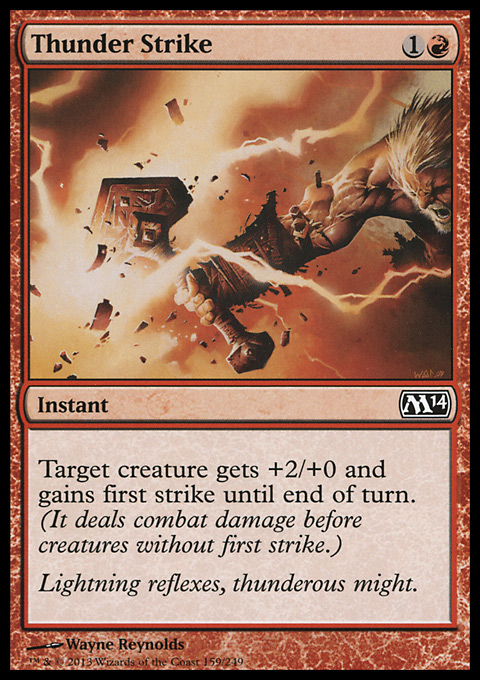 Thunder Strike 1
Instant M14
Target creature gets +2/+0 and
gains first strike until end of turn.
(It deals combat damage before
creatures without first strike.)
Lightning reflexes, thunderous might.
Wayne Reynolds
™ & © 2013 Wizards of the Coast 159/249